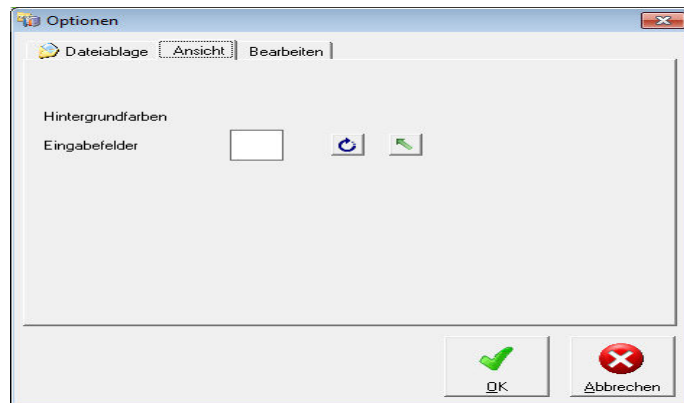 Optionen
Dateiablage Ansicht Bearbeiten
Hintergrundfarben
Eingabefelder
OK Abbrechen